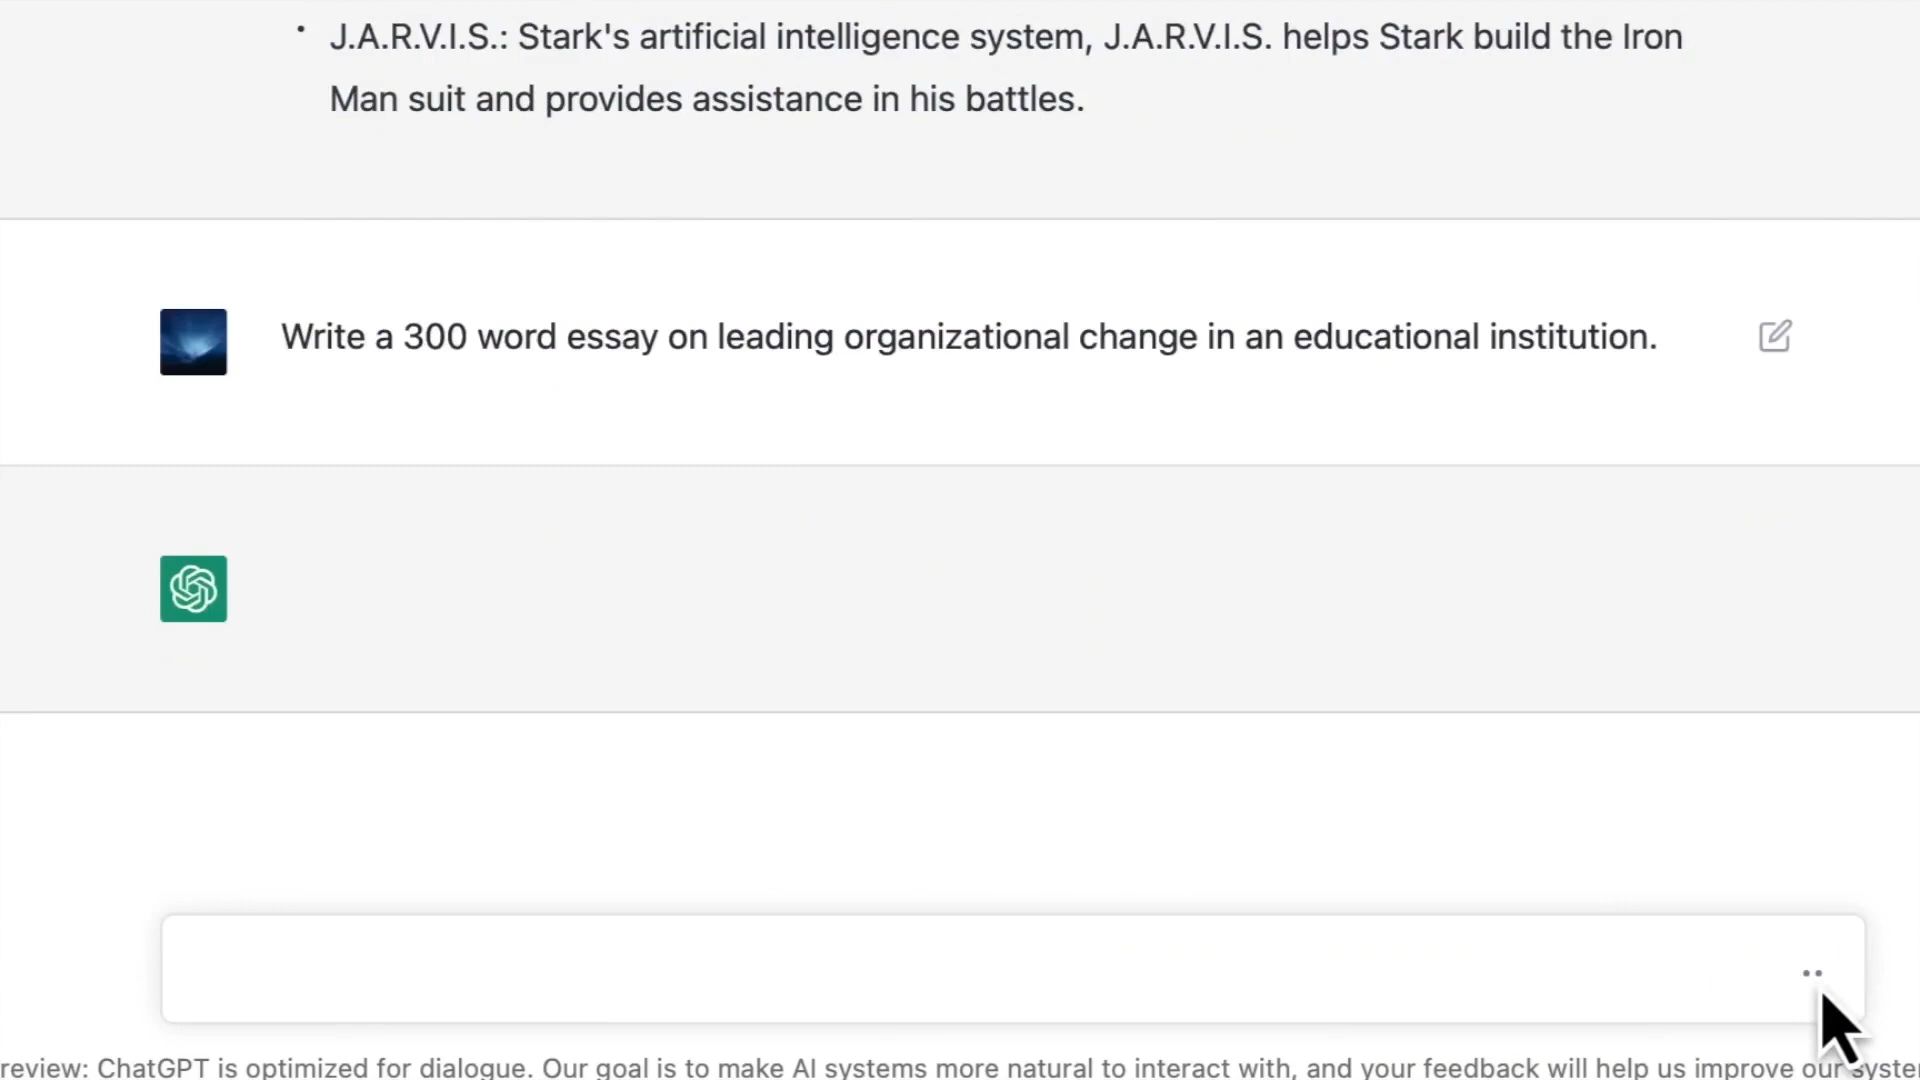 • J.A.R.V.I.S.: Stark's artificial intelligence system, J.A.R.V.I.S. helps Stark build the Iron
Man suit and provides assistance in his battles.
Write a 300 word essay on leading organizational change in an educational institution.
review: ChatGPT is optimized for dialogue. Our goal is to make AI systems more natural to interact with, and your feedback will help us improve our syste